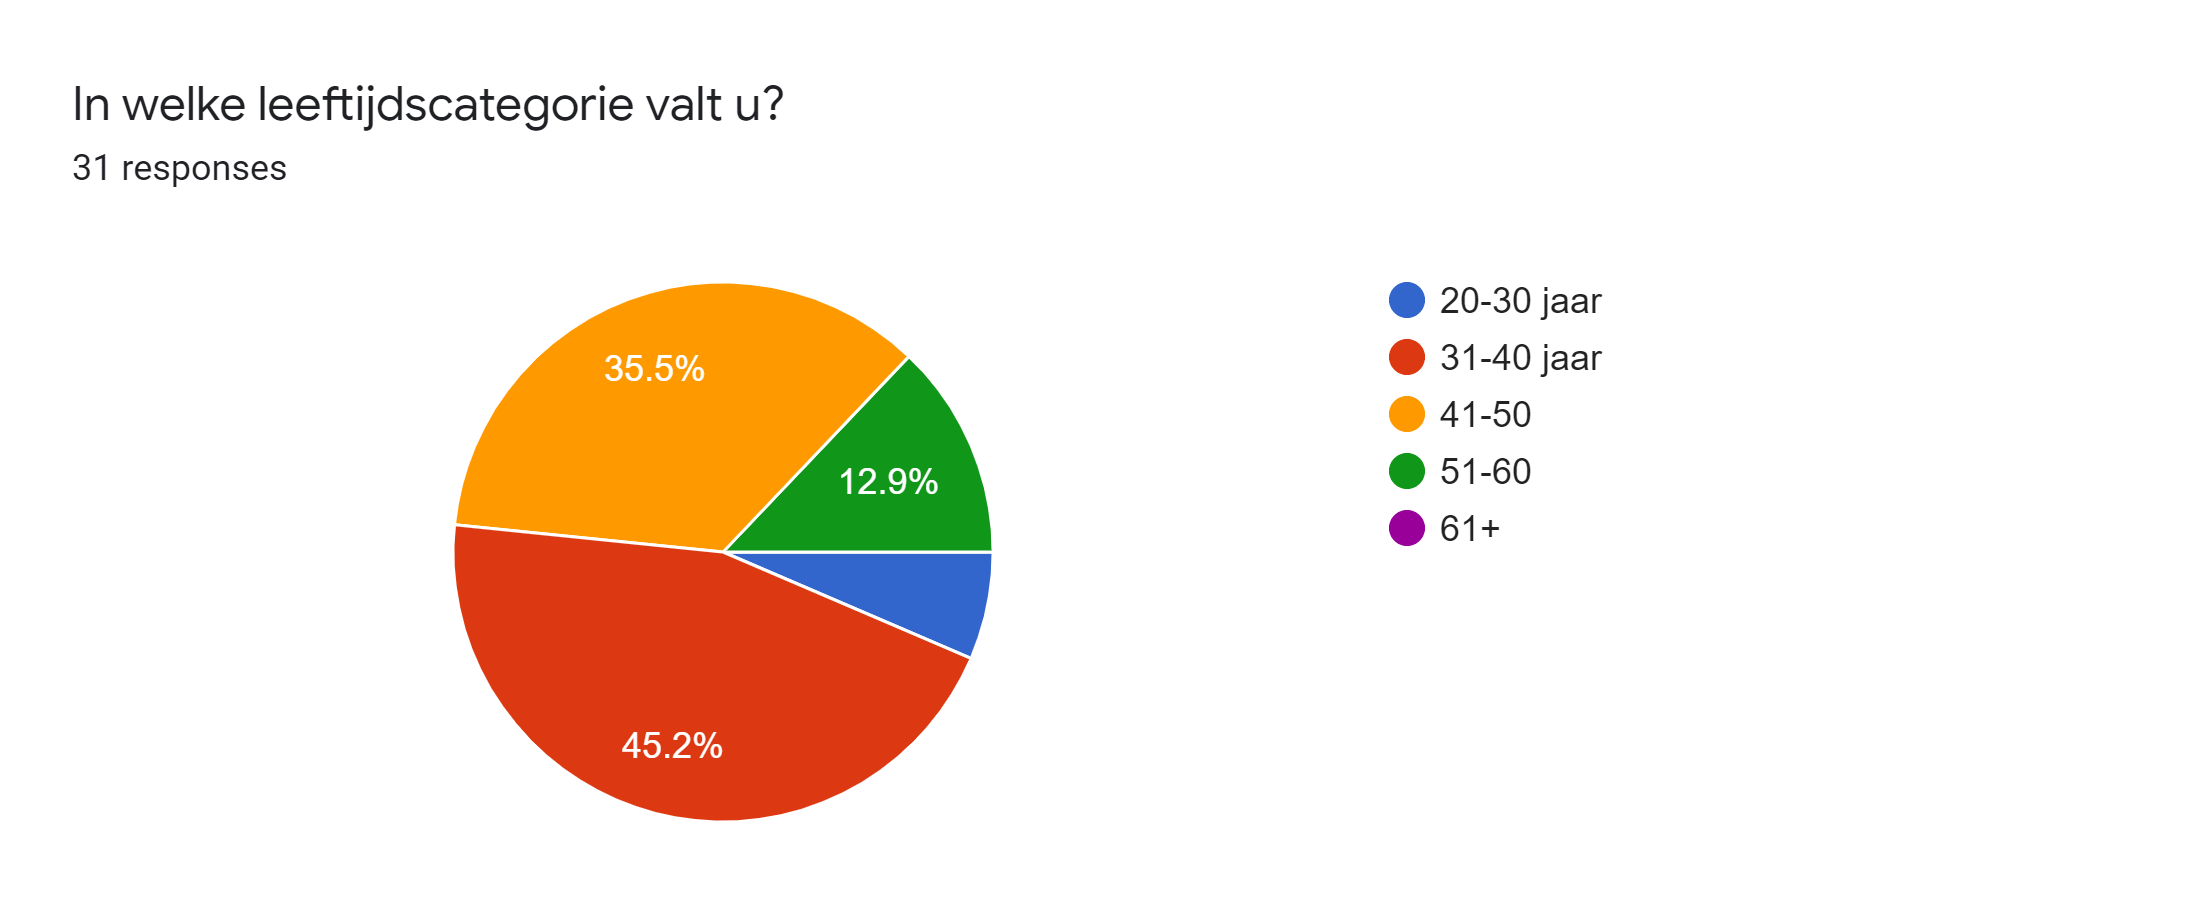 In welke leeftijdscategorie valt u?
31 responses
35.5%
12.9%
45.2%
20-30 jaar
31-40 jaar
41-50
51-60
61+